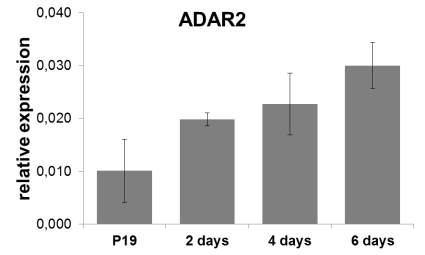 ADAR2
relative expression
0,040
0,030
0,020
0,010
0,000
P19 2 days 4 days 6 days